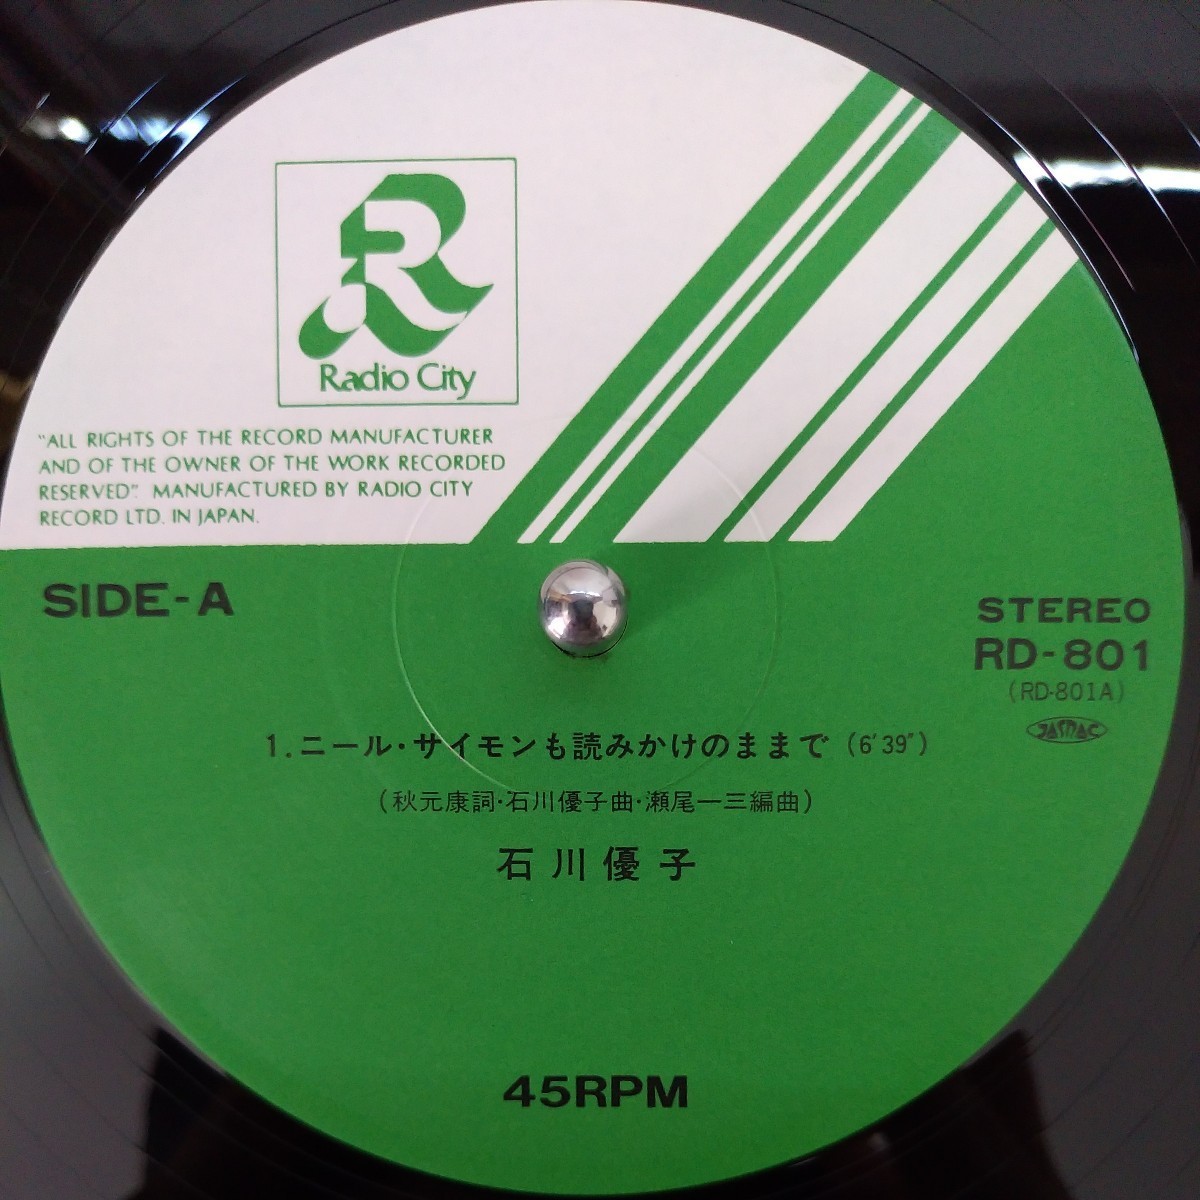 Radio City
"ALL RIGHTS OF THE RECORD MANUFACTURER
AND OF THE OWNER OF THE WORK RECORDED
RESERVED". MANUFACTURED BY RADIO CITY
RECORD LTD. IN JAPAN.
SIDE-A
STEREO
RD-801
(RD-801A)
JASRAC
1.ニール・サイモンも読みかけのままで(6'39")
(秋元康詞・石川優子曲・瀬尾一三編曲)
石川優子
45RPM